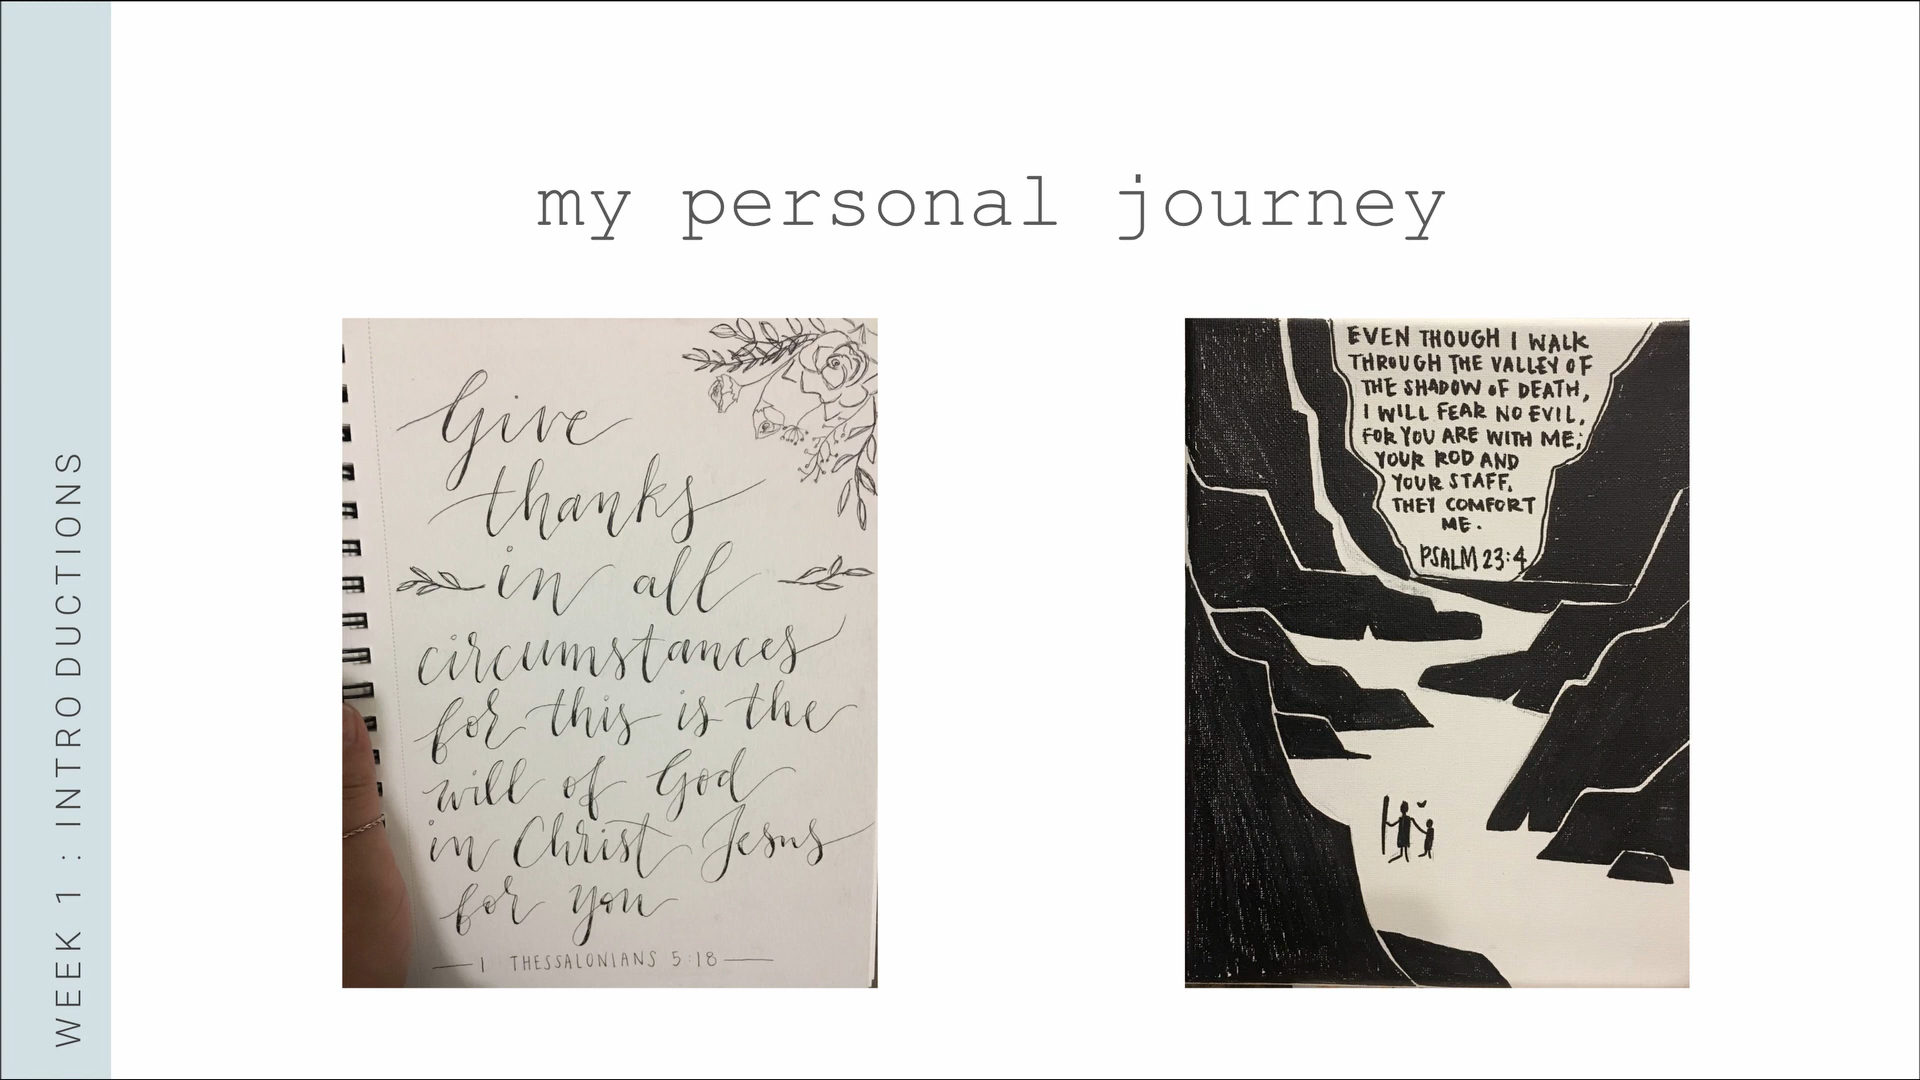 WEEK 1 : INTRODUCTIONS
my personal journey
Give
thanks
in all
circumstances
for this is the
will of God
in Christ Jesus
for you
1 THESSALONIANS 5:18
EVEN THOUGH I WALK
THROUGH THE VALLEY OF
THE SHADOW OF DEATH,
I WILL FEAR NO EVIL,
FOR YOU ARE WITH ME;
YOUR ROD AND
YOUR STAFF,
THEY COMFORT
ME.
PSALM 23:4